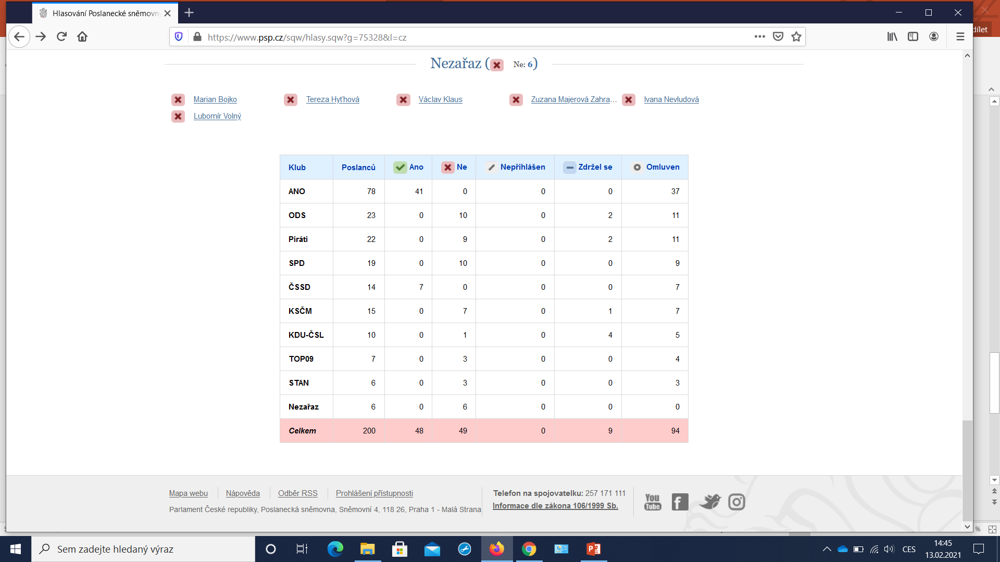 Hlasování Poslanecké sněmovny
dílet
https://www.psp.cz/sqw/hlasy.sqw?g=75328&l=cz
Nezařaz ( Ne: 6)
Marian Bojko Tereza Hyťhová Václav Klaus Zuzana Majerová Zahra... Ivana Nevludová
Lubomír Volný
Klub Poslanců Ano Ne Nepřihlášen Zdržel se Omluven
ANO 78 41 0 0 0 37
ODS 23 0 10 0 2 11
Piráti 22 0 9 0 2 11
SPD 19 0 10 0 0 9
ČSSD 14 7 0 0 0 7
KSČM 15 0 7 0 1 7
KDU-ČSL 10 0 1 0 4 5
TOP09 7 0 3 0 0 4
STAN 6 0 3 0 0 3
Nezařaz 6 0 6 0 0 0
Celkem 200 48 49 0 9 94
Mapa webu Nápověda Odběr RSS Prohlášení přístupnosti
Parlament České republiky, Poslanecká sněmovna, Sněmovní 4, 118 26, Praha 1 - Malá Strana
Telefon na spojovatelku: 257 171 111
Informace dle zákona 106/1999 Sb.
You
Tube
%
Sem zadejte hledaný výraz
CES
14:45
13.02.2021